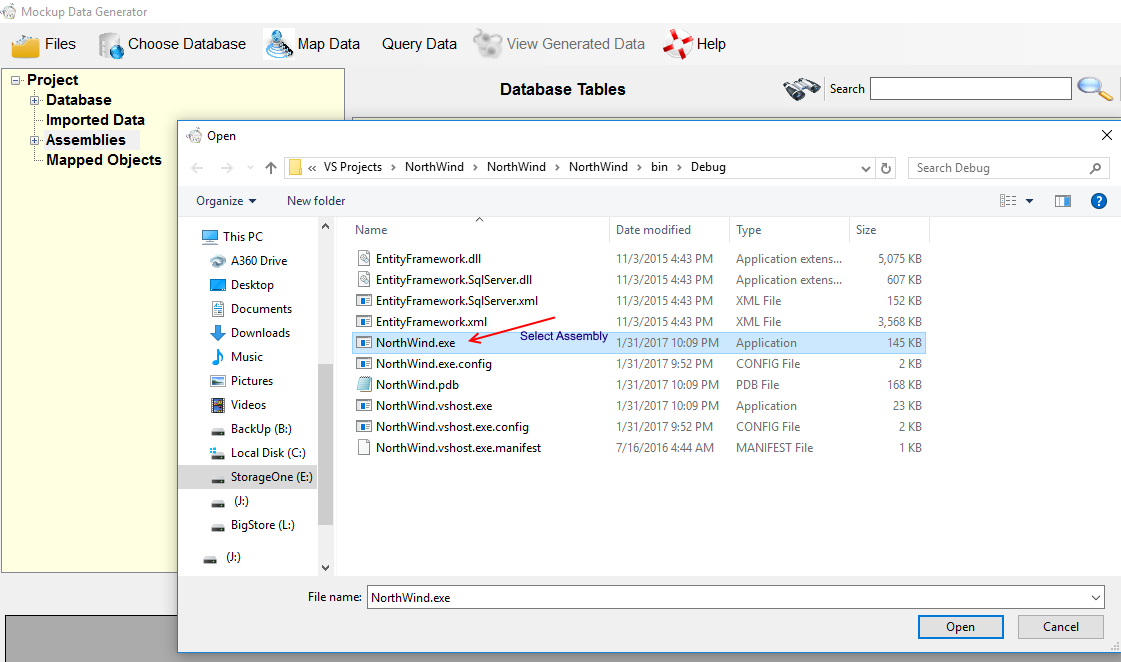 Mockup Data Generator
Files Choose Database Map Data Query Data View Generated Data Help
Project
Database
Imported Data
Assemblies
Mapped Objects
Database Tables
Search
Open
« VS Projects > NorthWind > NorthWind > NorthWind > bin > Debug
Search Debug
Organize New folder
This PC
A360 Drive
Desktop
Documents
Downloads
Music
Pictures
Videos
BackUp (B:)
Local Disk (C:)
StorageOne (E:)
(J:)
BigStore (L:)
(J:)
Name Date modified Type Size
EntityFramework.dll 11/3/2015 4:43 PM Application extens... 5,075 KB
EntityFramework.SqlServer.dll 11/3/2015 4:43 PM Application extens... 607 KB
EntityFramework.SqlServer.xml 11/3/2015 4:43 PM XML File 152 KB
EntityFramework.xml 11/3/2015 4:43 PM XML File 3,568 KB
NorthWind.exe Select Assembly 1/31/2017 10:09 PM Application 145 KB
NorthWind.exe.config 1/31/2017 9:52 PM CONFIG File 2 KB
NorthWind.pdb 1/31/2017 10:09 PM PDB File 168 KB
NorthWind.vshost.exe 1/31/2017 10:09 PM Application 23 KB
NorthWind.vshost.exe.config 1/31/2017 9:52 PM CONFIG File 2 KB
NorthWind.vshost.exe.manifest 7/16/2016 4:44 AM MANIFEST File 1 KB
File name: NorthWind.exe
Open Cancel